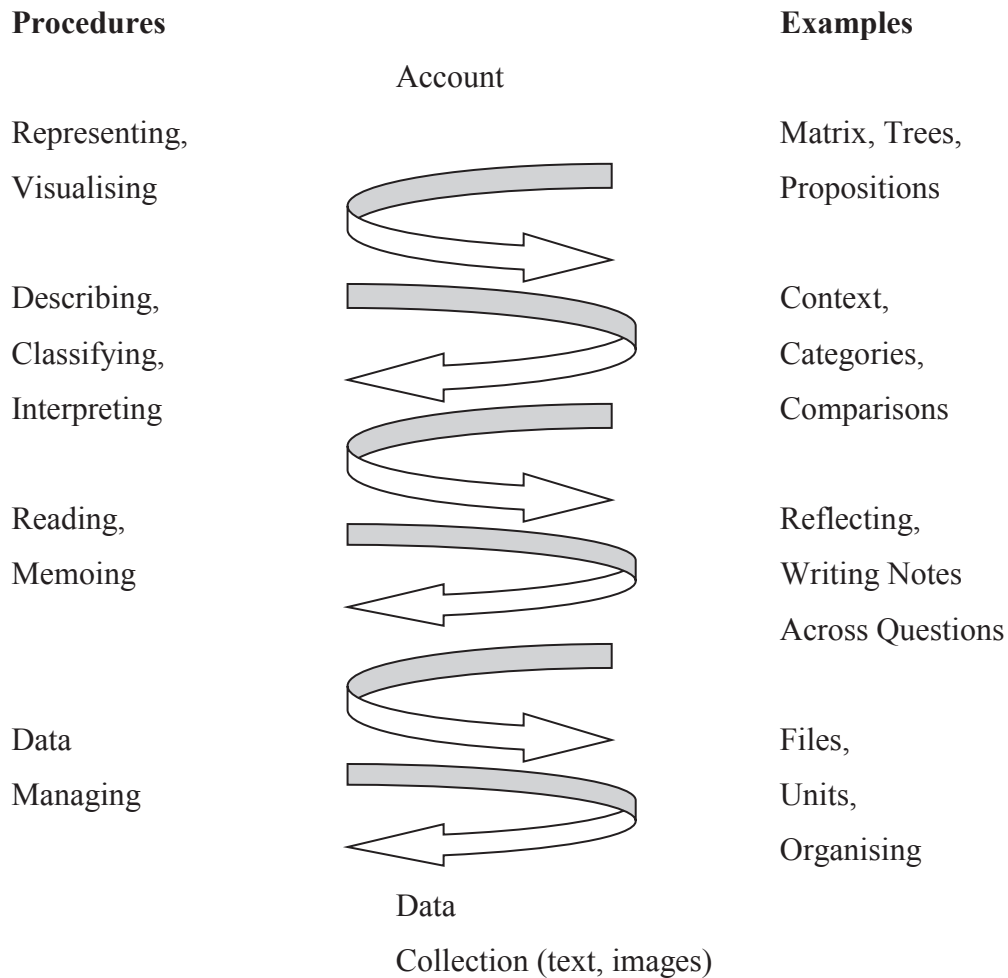 Procedures Examples
Account
Representing, Matrix, Trees,
Visualising Propositions
Describing, Context,
Classifying, Categories,
Interpreting Comparisons
Reading, Reflecting,
Memoing Writing Notes
Across Questions
Data Files,
Managing Units,
Organising
Data
Collection (text, images)